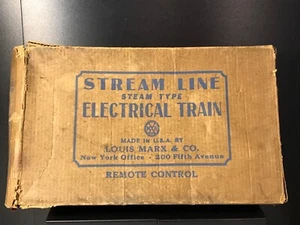 STREAM LINE
STEAM TYPE
ELECTRICAL TRAIN
MADE IN U.S.A. BY
LOUIS MARX & CO.
New York Office - 200 Fifth Avenue
REMOTE CONTROL